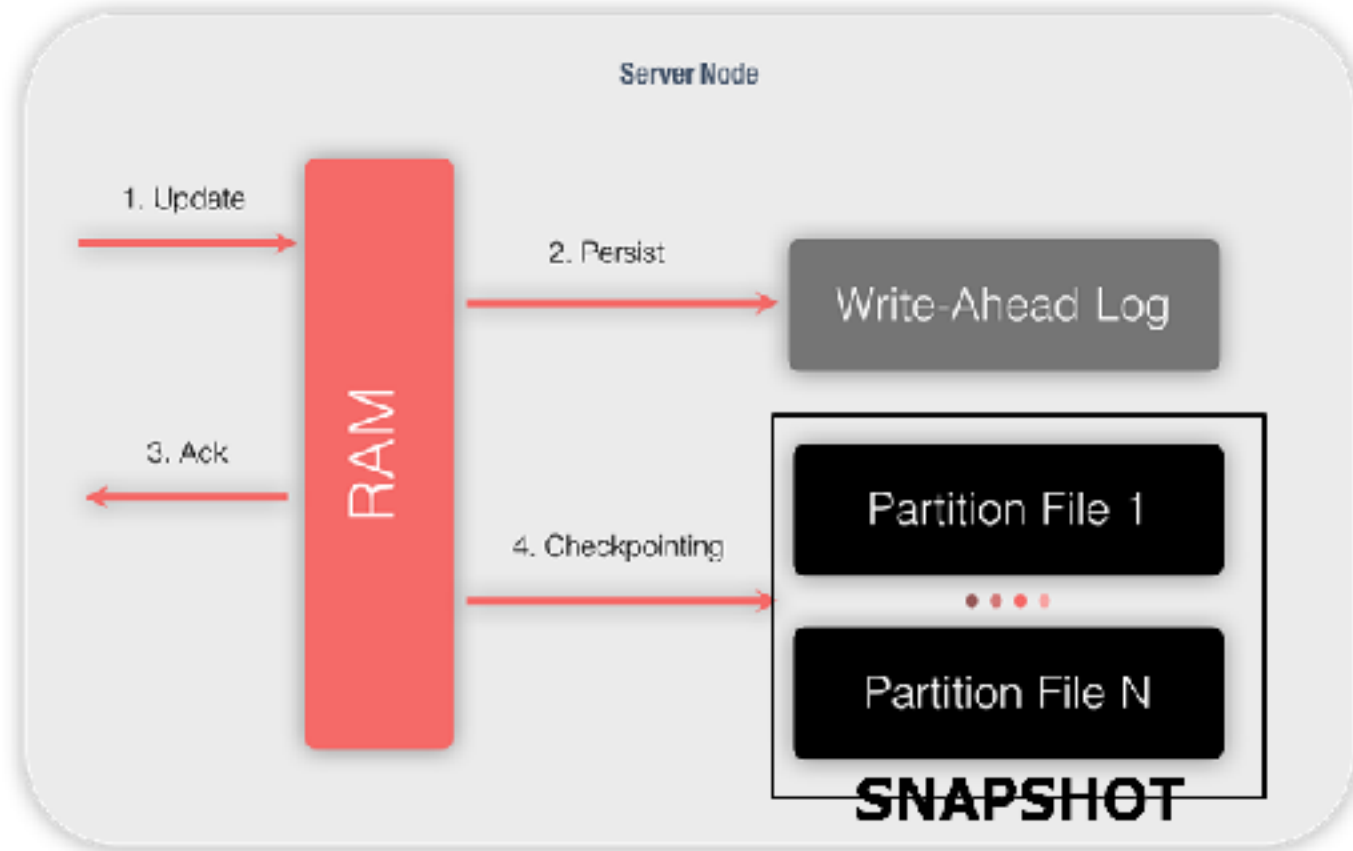 Server Node
1. Update
2. Persist
Write-Ahead Log
RAM
3. Ack
Partition File 1
4. Checkpointing
Partition File N
SNAPSHOT